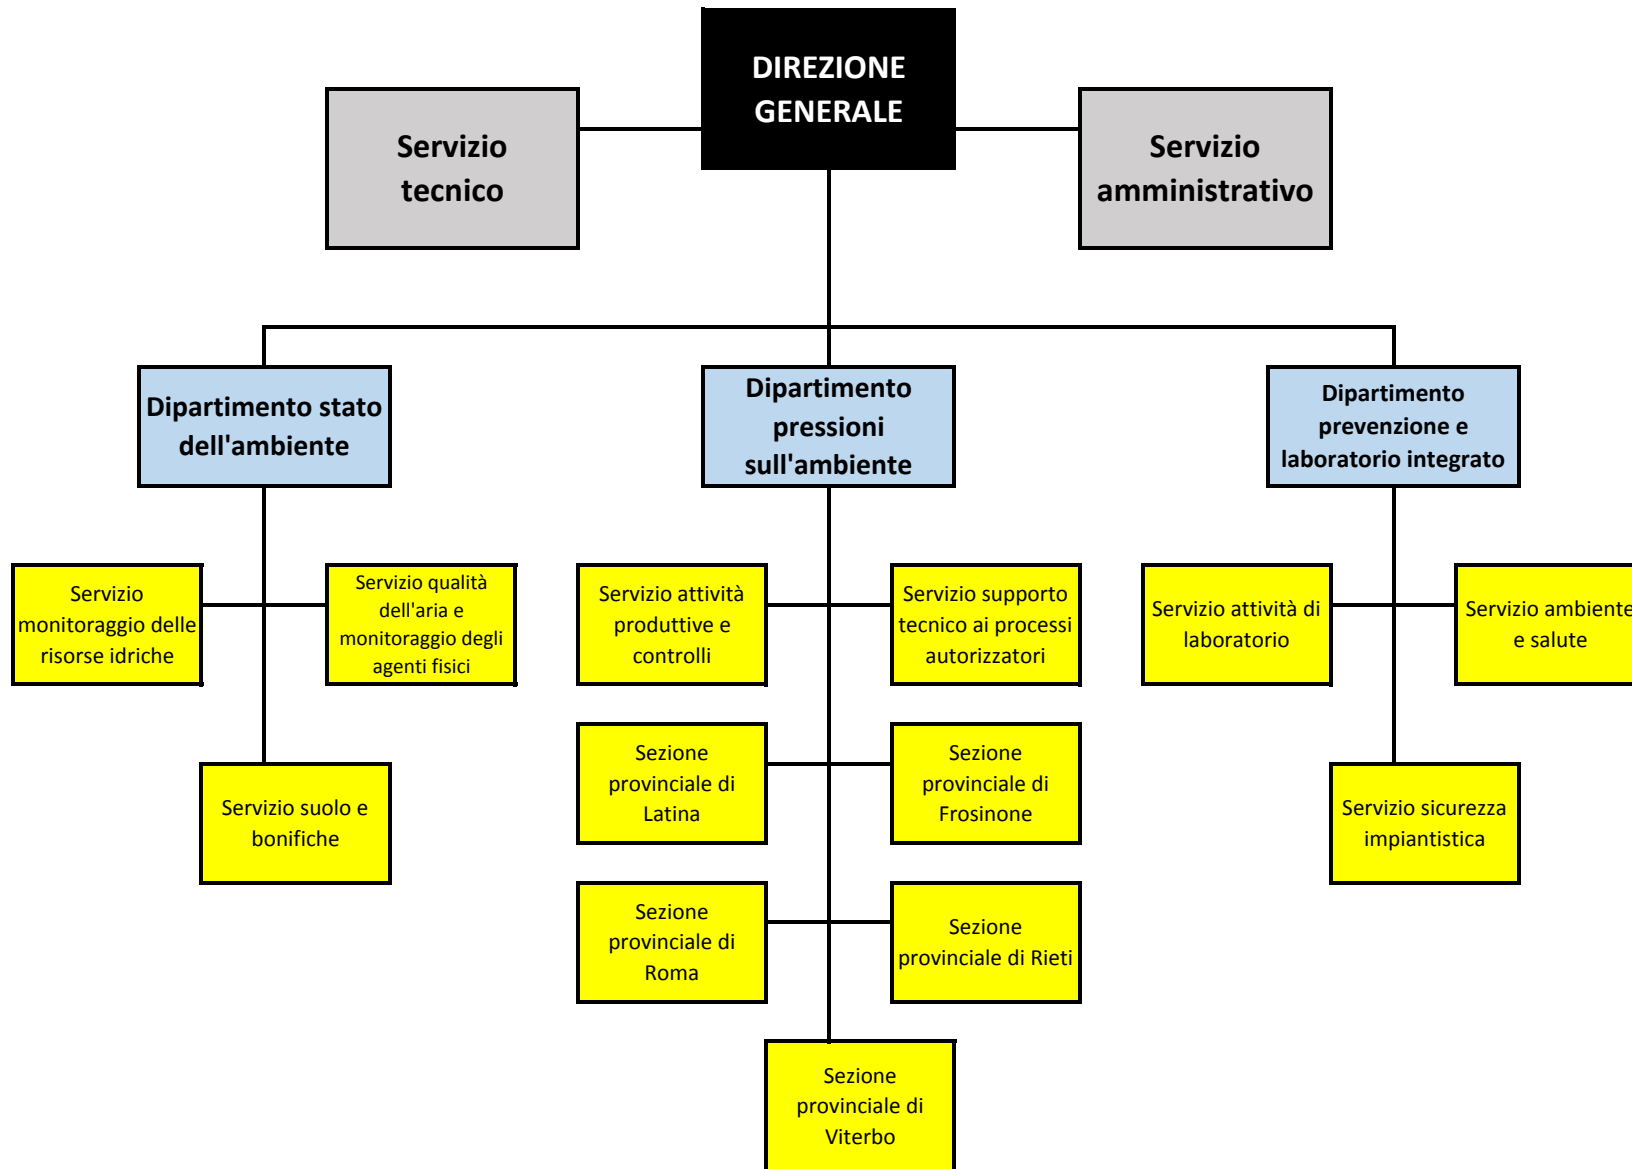 DIREZIONE
GENERALE
Servizio
tecnico
Servizio
amministrativo
Dipartimento stato
dell'ambiente
Dipartimento
pressioni
sull'ambiente
Dipartimento
prevenzione e
laboratorio integrato
Servizio
monitoraggio delle
risorse idriche
Servizio qualità
dell'aria e
monitoraggio degli
agenti fisici
Servizio attività
produttive e
controlli
Servizio supporto
tecnico ai processi
autorizzatori
Servizio attività di
laboratorio
Servizio ambiente
e salute
Servizio suolo e
bonifiche
Sezione
provinciale di
Latina
Sezione
provinciale di
Frosinone
Servizio sicurezza
impiantistica
Sezione
provinciale di
Roma
Sezione
provinciale di Rieti
Sezione
provinciale di
Viterbo